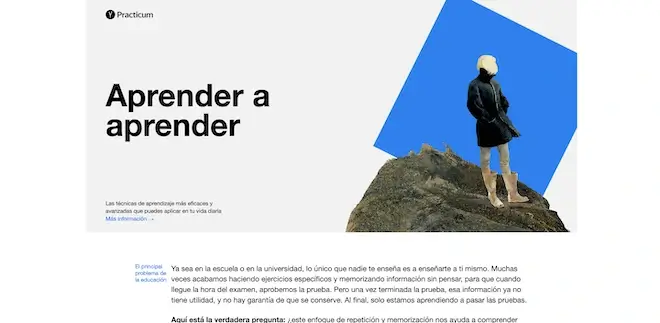 Practicum
Aprender a
aprender
Las técnicas de aprendizaje más eficaces y
avanzadas que puedes aplicar en tu vida diaria
Más información →
El principal
problema de
la educación
Ya sea en la escuela o en la universidad, lo único que nadie te enseña es a enseñarte a ti mismo. Muchas
veces acabamos haciendo ejercicios específicos y memorizando información sin pensar, para que cuando
llegue la hora del examen, aprobemos la prueba. Pero una vez terminada la prueba, esa información ya no
tiene utilidad, y no hay garantía de que se conserve. Al final, solo estamos aprendiendo a pasar las pruebas.
Aquí está la verdadera pregunta: ¿este enfoque de repetición y memorización nos ayuda a comprender